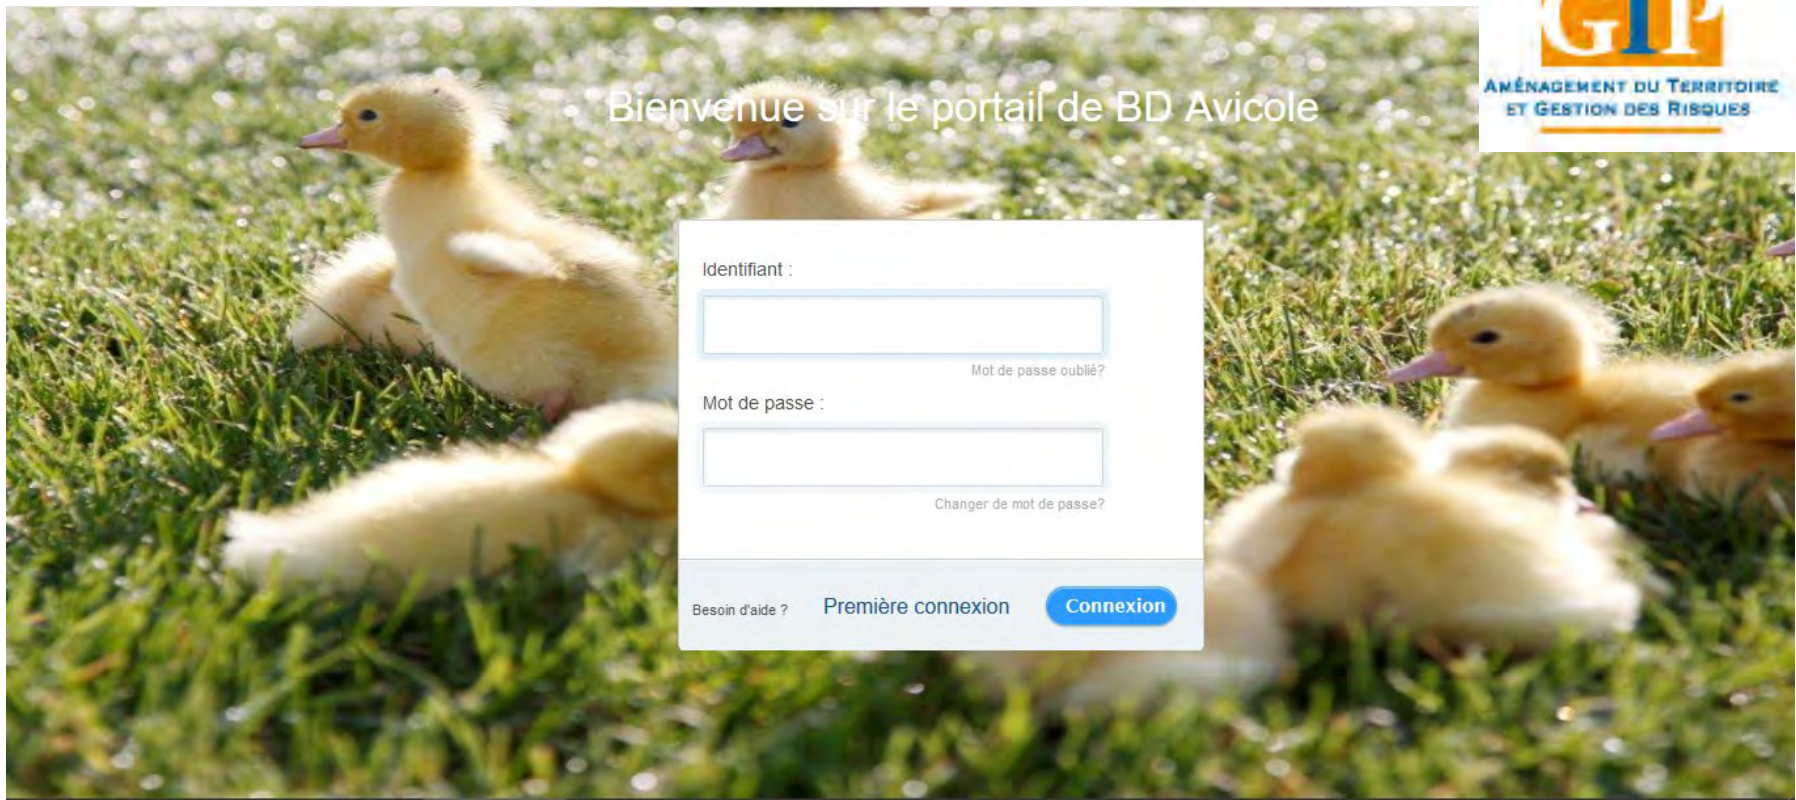 GIP
AMÉNAGEMENT DU TERRITOIRE
ET GESTION DES RISQUES
Bienvenue sur le portail de BD Avicole
Identifiant :
Mot de passe oublié?
Mot de passe :
Changer de mot de passe?
Besoin d'aide ?
Première connexion
Connexion